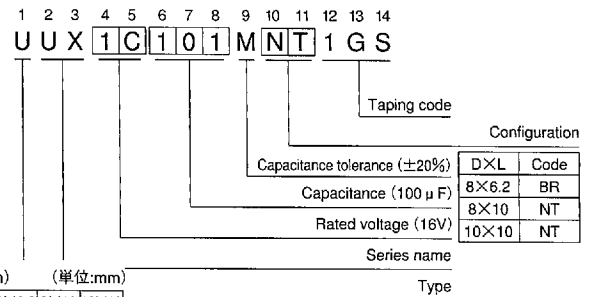 1 2 3 4 5 6 7 8 9 10 11 12 13 14
U U X 1 C 1 0 1 M N T 1 G S
Taping code
Configuration
Capacitance tolerance (±20%)
Capacitance (100 μ F)
Rated voltage (16V)
Series name
Type
D×L Code
8×6.2 BR
8×10 NT
10×10 NT
(単位:mm)